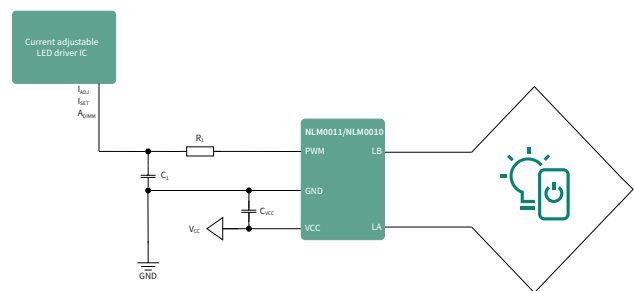 Current adjustable
LED driver IC
IADJ
ISET
ADIMM
R1
NLM0011/NLM0010
PWM
LB
C1
GND
CVCC
VCC
VCC
LA
GND